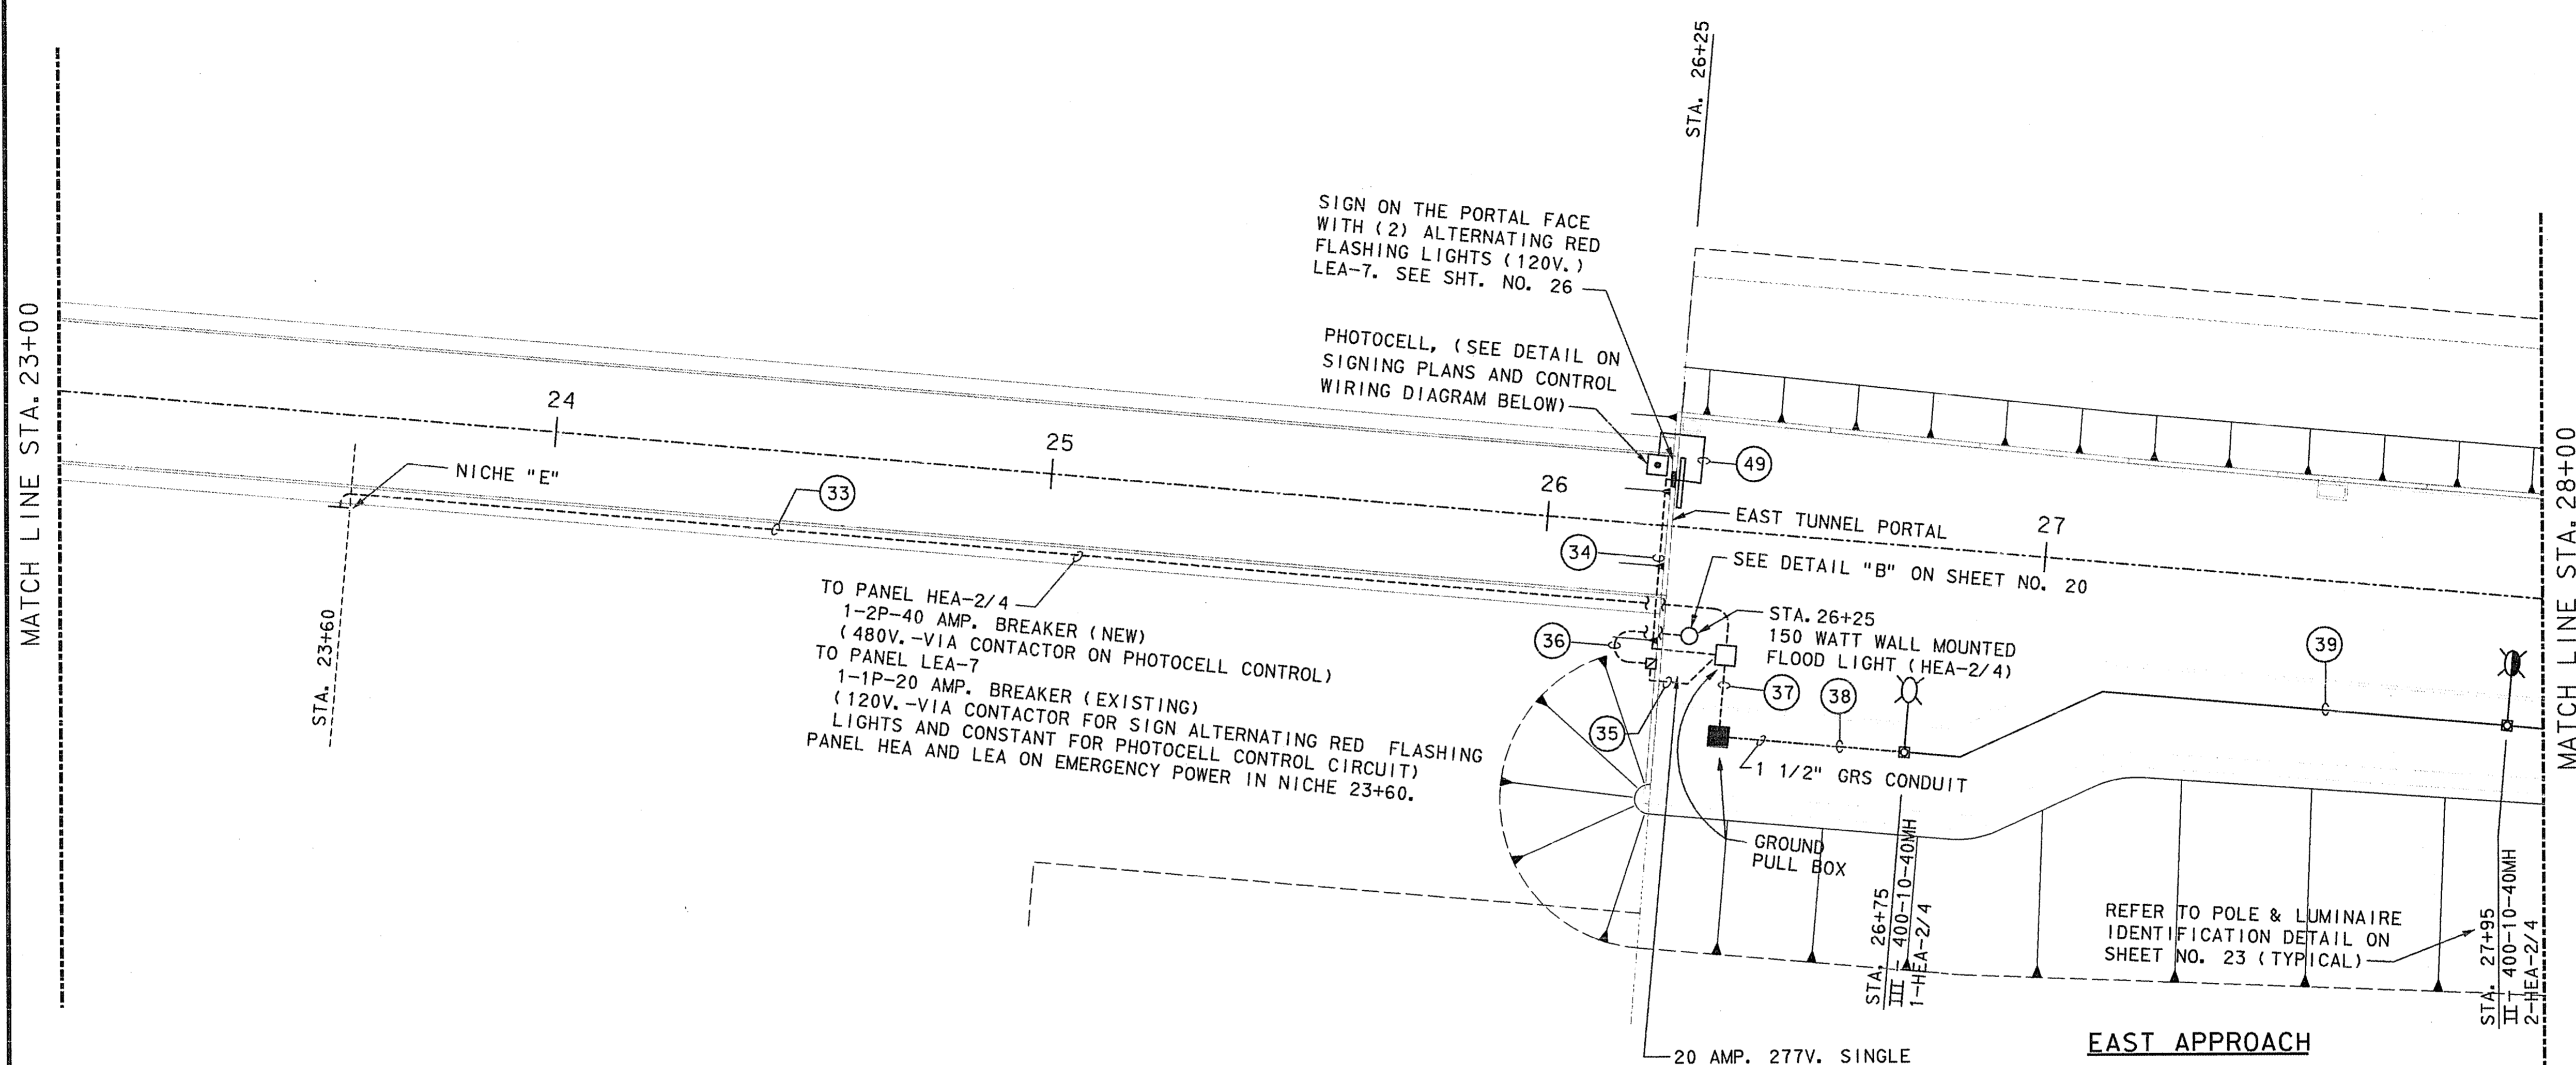 MATCH LINE STA. 23+00
STA. 26+25
SIGN ON THE PORTAL FACE
WITH (2) ALTERNATING RED
FLASHING LIGHTS (120V.)
LEA-7. SEE SHT. NO. 26
PHOTOCELL, (SEE DETAIL ON
SIGNING PLANS AND CONTROL
WIRING DIAGRAM BELOW)
24
25
26
27
NICHE "E"
33
49
EAST TUNNEL PORTAL
34
SEE DETAIL "B" ON SHEET NO. 20
STA. 26+25
150 WATT WALL MOUNTED
FLOOD LIGHT (HEA-2/4)
36
39
37
38
35
STA. 23+60
TO PANEL HEA-2/4
1-2P-40 AMP. BREAKER (NEW)
(480V.-VIA CONTACTOR ON PHOTOCELL CONTROL)
TO PANEL LEA-7
1-1P-20 AMP. BREAKER (EXISTING)
(120V.-VIA CONTACTOR FOR SIGN ALTERNATING RED FLASHING
LIGHTS AND CONSTANT FOR PHOTOCELL CONTROL CIRCUIT)
PANEL HEA AND LEA ON EMERGENCY POWER IN NICHE 23+60.
1 1/2" GRS CONDUIT
GROUND
PULL BOX
STA. 26+75
III - 400-10-40MH
1-HEA-2/4
REFER TO POLE & LUMINAIRE
IDENTIFICATION DETAIL ON
SHEET NO. 23 (TYPICAL)
STA. 27+95
II - 400-10-40MH
2-HEA-2/4
MATCH LINE STA. 28+00
20 AMP. 277V. SINGLE
EAST APPROACH